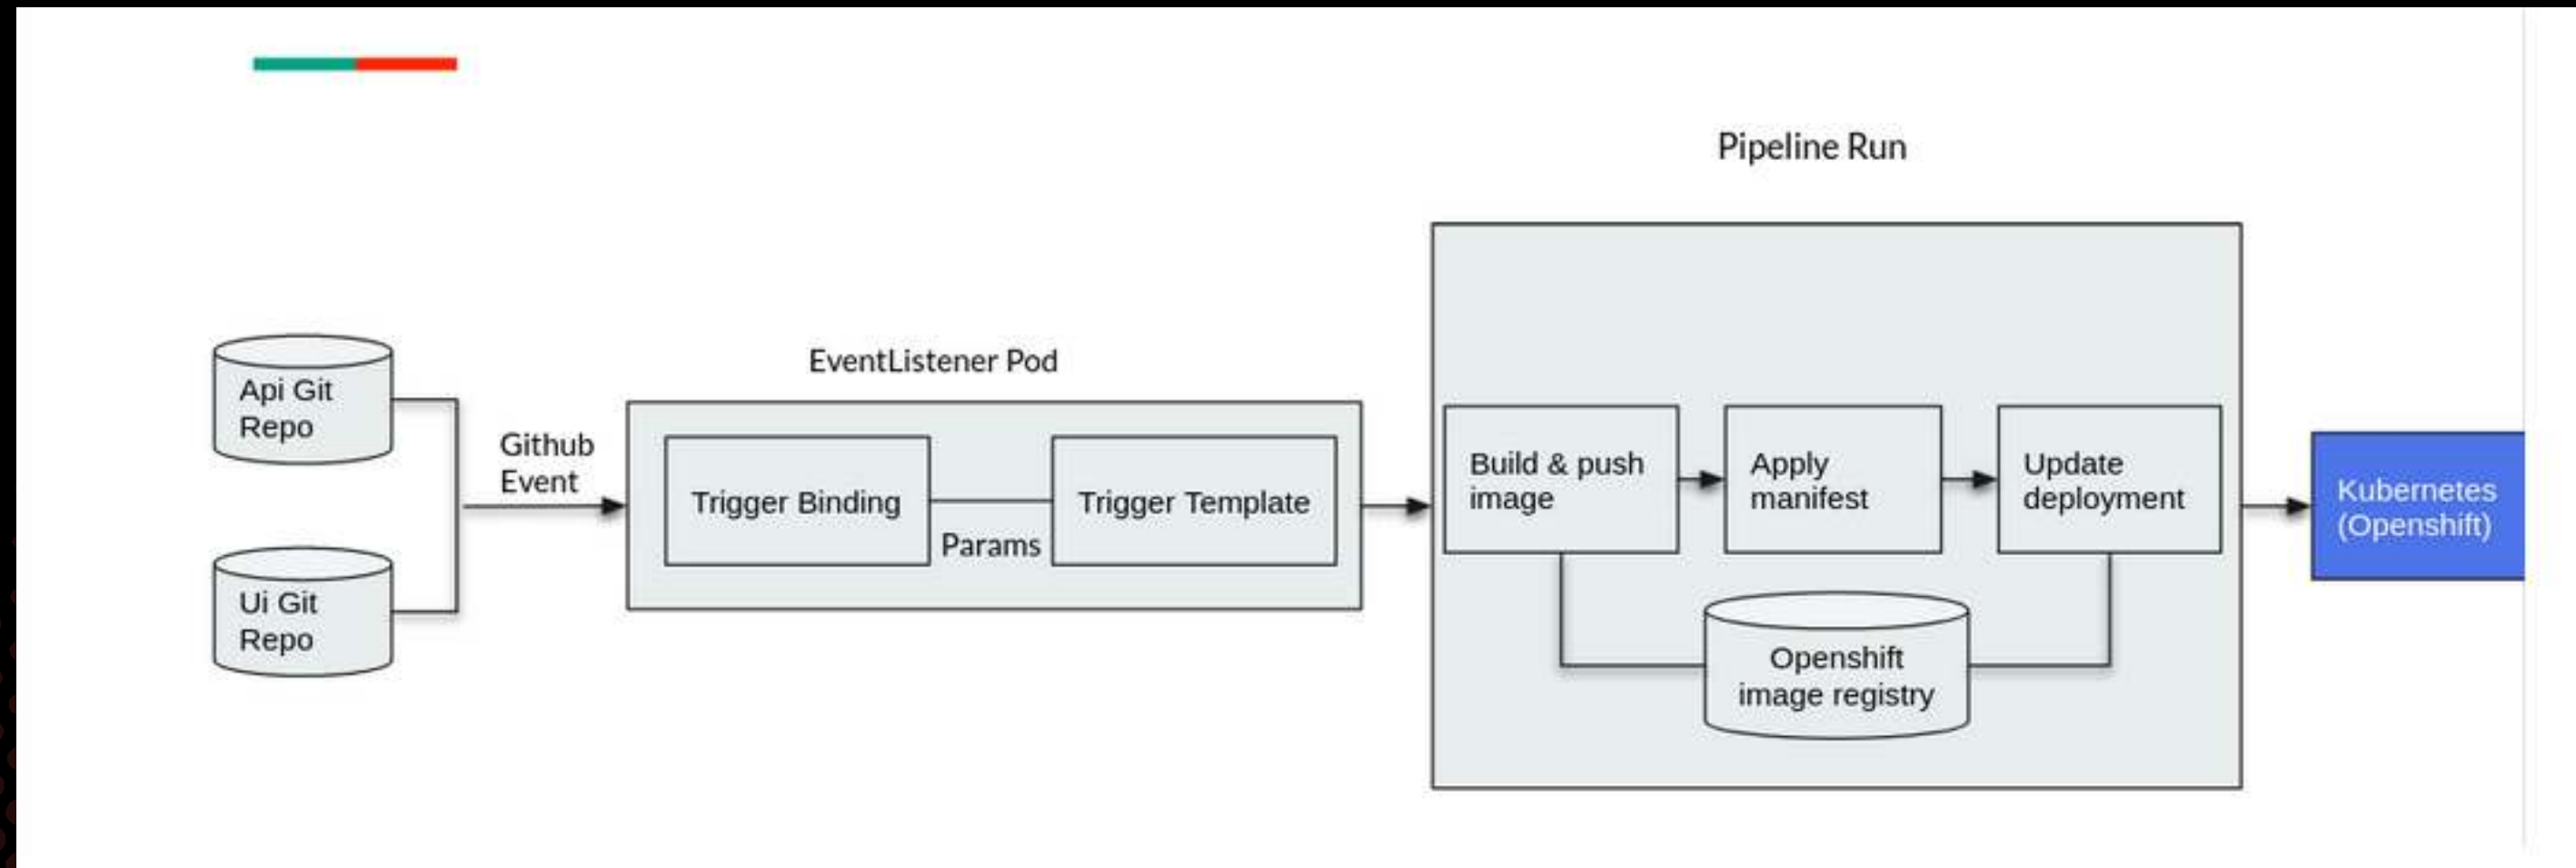 Pipeline Run
EventListener Pod
Api Git
Repo
Github
Event
Ui Git
Repo
Trigger Binding
Params
Trigger Template
Build & push
image
Apply
manifest
Update
deployment
Openshift
image registry
Kubernetes
(Openshift)